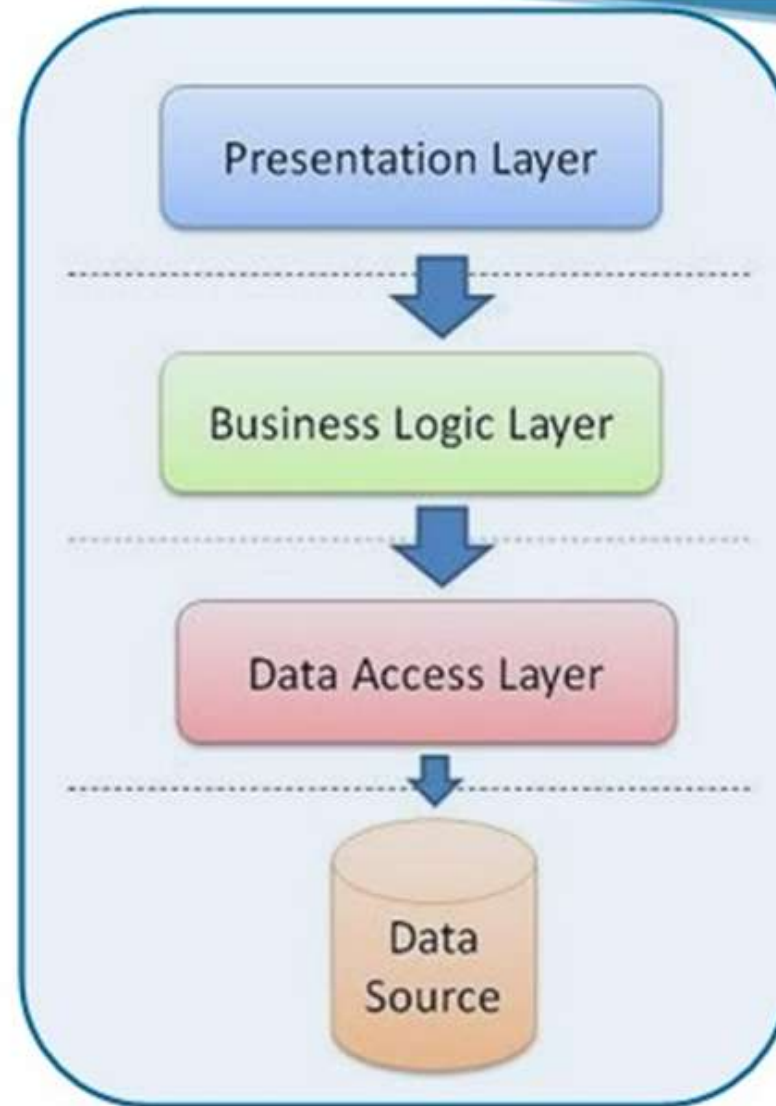 Presentation Layer
Business Logic Layer
Data Access Layer
Data
Source